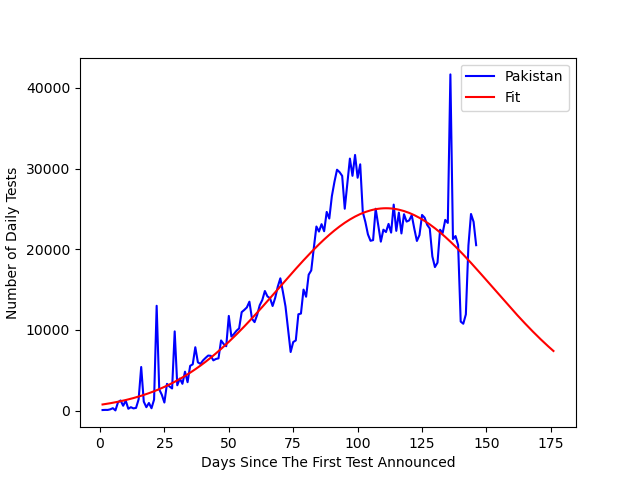 Pakistan
Fit
40000
30000
20000
10000
0
Number of Daily Tests
0 25 50 75 100 125 150 175
Days Since The First Test Announced